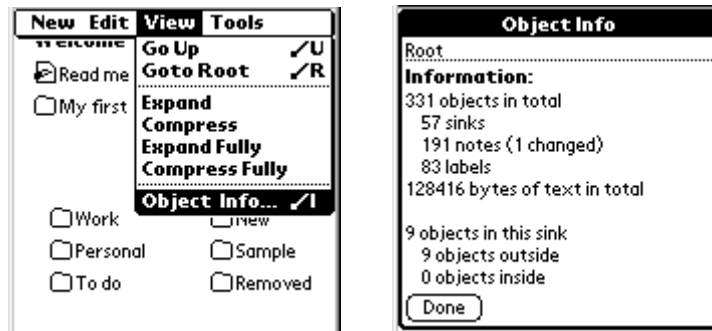 New Edit View Tools
Welcome
Go Up /U
Read me
Goto Root /R
My first
Expand
Compress
Expand Fully
Compress Fully
Object Info... /I
Work
New
Personal
Sample
To do
Removed
Object Info
Root
Information:
331 objects in total
57 sinks
191 notes (1 changed)
83 labels
128416 bytes of text in total
9 objects in this sink
9 objects outside
0 objects inside
Done